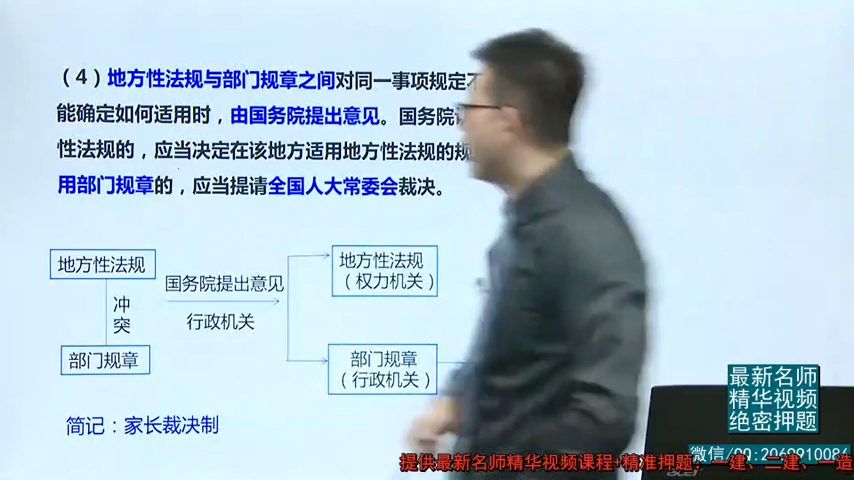 （4）地方性法规与部门规章之间对同一事项规定不
能确定如何适用时，由国务院提出意见。国务院认
性法规的，应当决定在该地方适用地方性法规的规
用部门规章的，应当提请全国人大常委会裁决。
地方性法规
冲突
部门规章
国务院提出意见
行政机关
地方性法规
（权力机关）
部门规章
（行政机关）
简记：家长裁决制
最新名师
精华视频
绝密押题
微信/QQ:2069910086
提供最新名师精华视频课程+精准押题：一建、二建、一造
acer